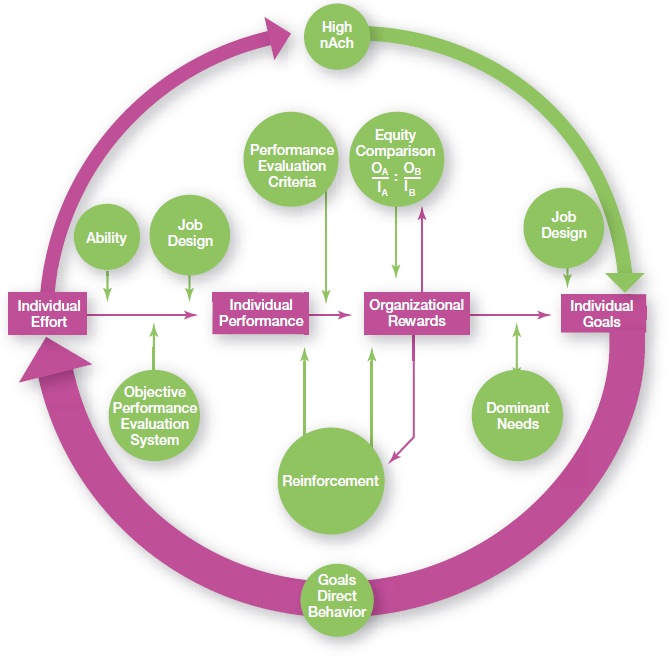 High
nAch
Performance
Evaluation
Criteria
Equity
Comparison
OA : OB
IA IB
Ability
Job
Design
Job
Design
Individual
Effort
Individual
Performance
Organizational
Rewards
Individual
Goals
Objective
Performance
Evaluation
System
Dominant
Needs
Reinforcement
Goals
Direct
Behavior